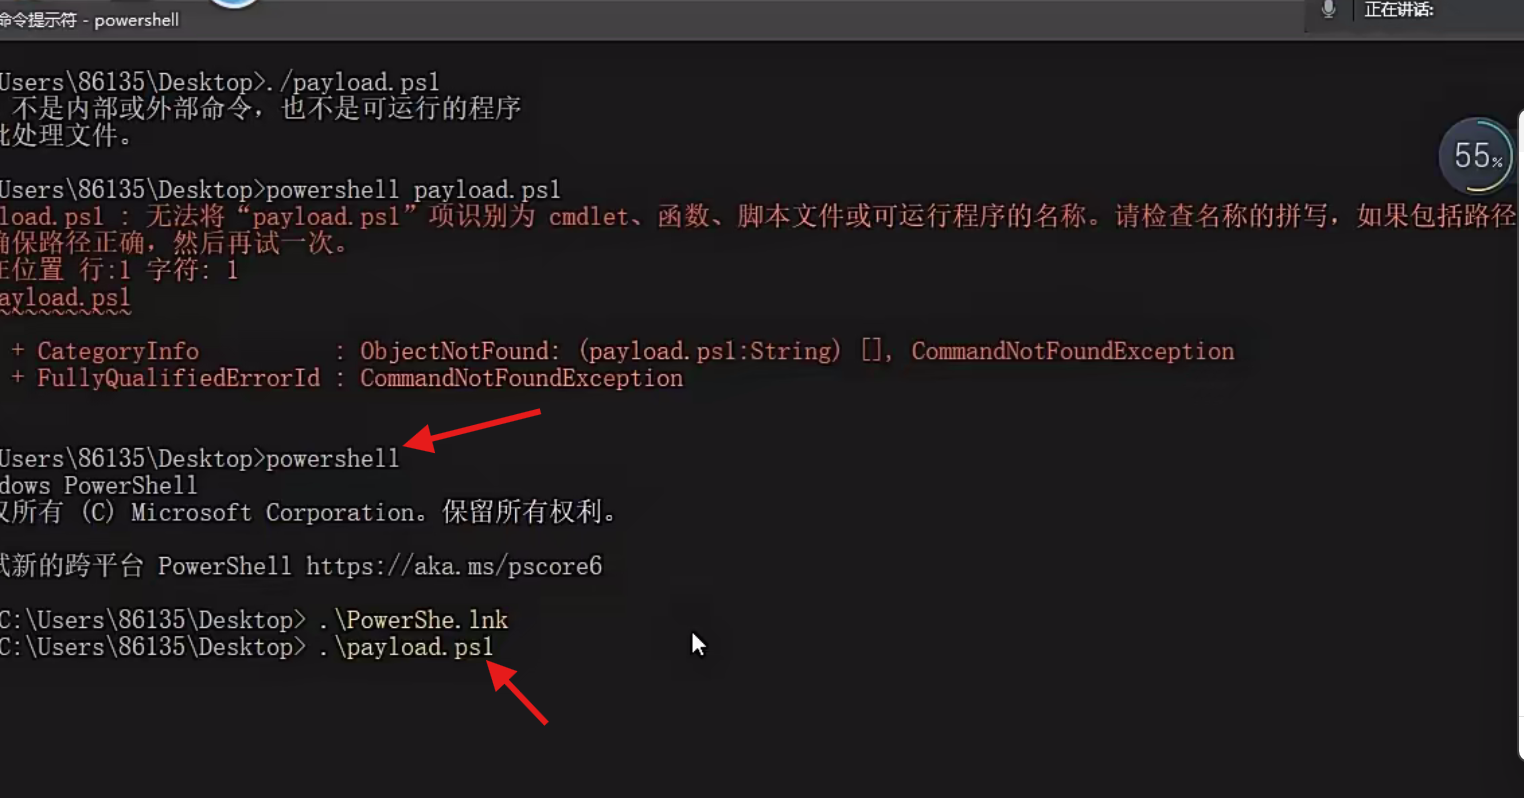 命令提示符 - powershell
正在讲话:
Users\86135\Desktop>./payload.ps1
不是内部或外部命令，也不是可运行的程序
批处理文件。
Users\86135\Desktop>powershell payload.ps1
55%
load.ps1 : 无法将“payload.ps1”项识别为 cmdlet、函数、脚本文件或可运行程序的名称。请检查名称的拼写，如果包括路径
确保路径正确，然后再试一次。
在位置 行:1 字符: 1
ayload.ps1
~~~~~~~~~~
+ CategoryInfo : ObjectNotFound: (payload.ps1:String) [], CommandNotFoundException
+ FullyQualifiedErrorId : CommandNotFoundException
Users\86135\Desktop>powershell
dows PowerShell
权所有 (C) Microsoft Corporation。保留所有权利。
试新的跨平台 PowerShell https://aka.ms/pscore6
C:\Users\86135\Desktop> .\PowerShe.lnk
C:\Users\86135\Desktop> .\payload.ps1